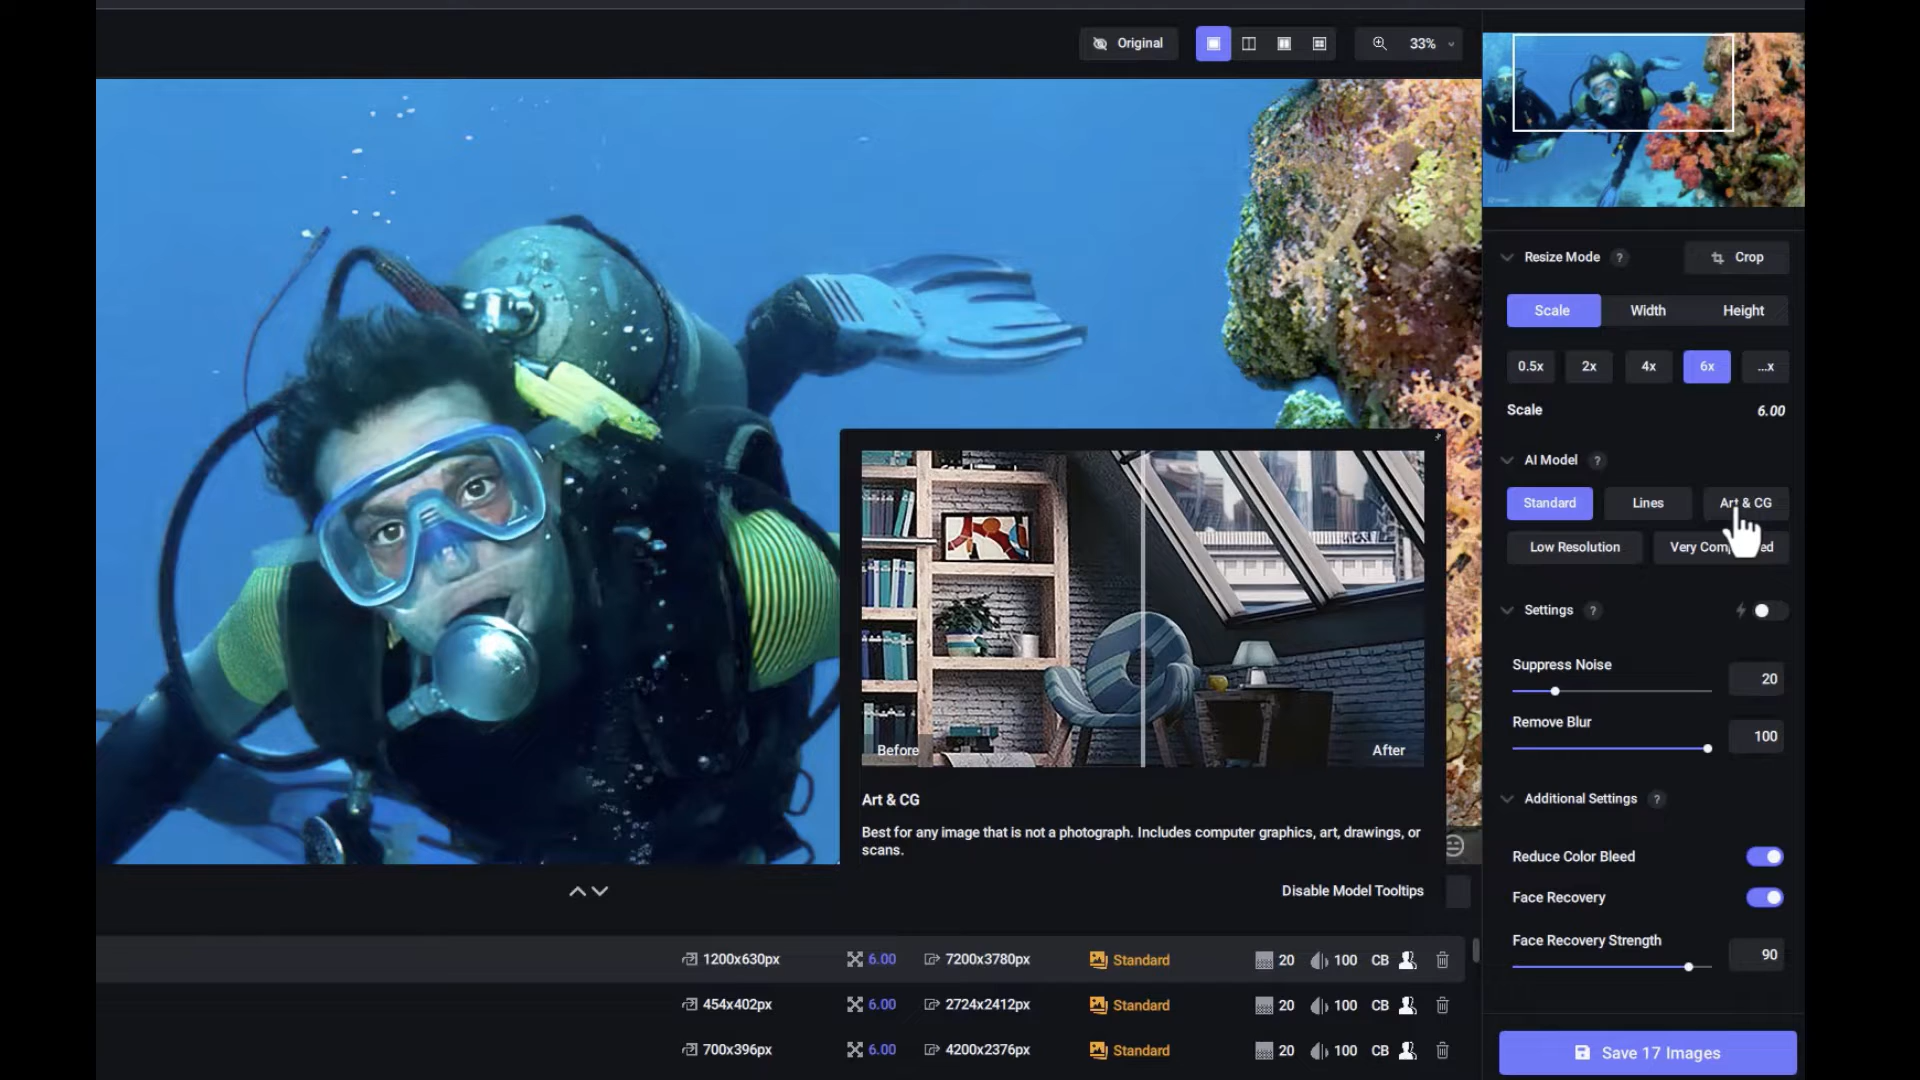 Original
33%
Resize Mode ?
Crop
Scale Width Height
0.5x 2x 4x 6x ...x
Scale 6.00
AI Model ?
Standard Lines Art & CG
Low Resolution Very Com
Settings ?
Suppress Noise
20
Remove Blur
100
Additional Settings ?
Reduce Color Bleed
Face Recovery
Face Recovery Strength
90
Before After
Art & CG
Best for any image that is not a photograph. Includes computer graphics, art, drawings, or
scans.
Disable Model Tooltips
1200x630px 6.00 7200x3780px Standard 20 100 CB
454x402px 6.00 2724x2412px Standard 20 100 CB
700x396px 6.00 4200x2376px Standard 20 100 CB
Save 17 Images